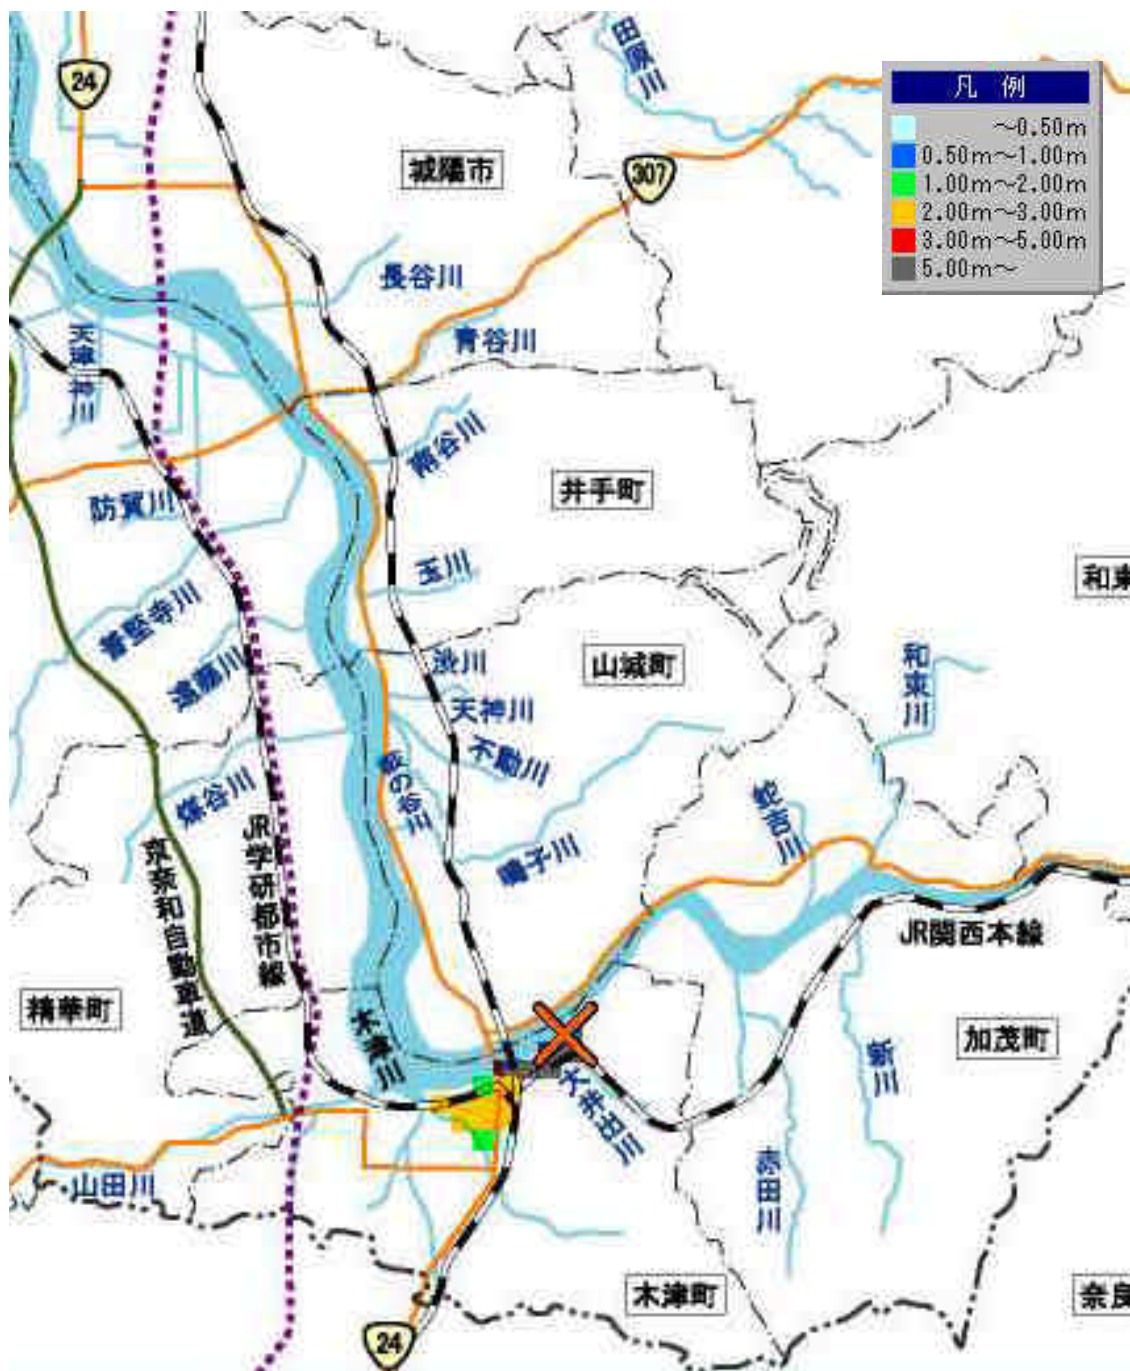 24
田原川
凡 例
～0.50m
0.50m～1.00m
1.00m～2.00m
2.00m～3.00m
3.00m～5.00m
5.00m～
城陽市
307
長谷川
青谷川
天津神川
南谷川
井手町
防賀川
玉川
和束
普賢寺川
遠藤川
渋川
山城町
和東川
天神川
不動川
煤谷川
蛇吉川
鳴子川
JR学研都市線
京奈和自動車道
JR関西本線
精華町
木津川
加茂町
新川
大井出川
赤田川
山田川
木津町
奈良
24